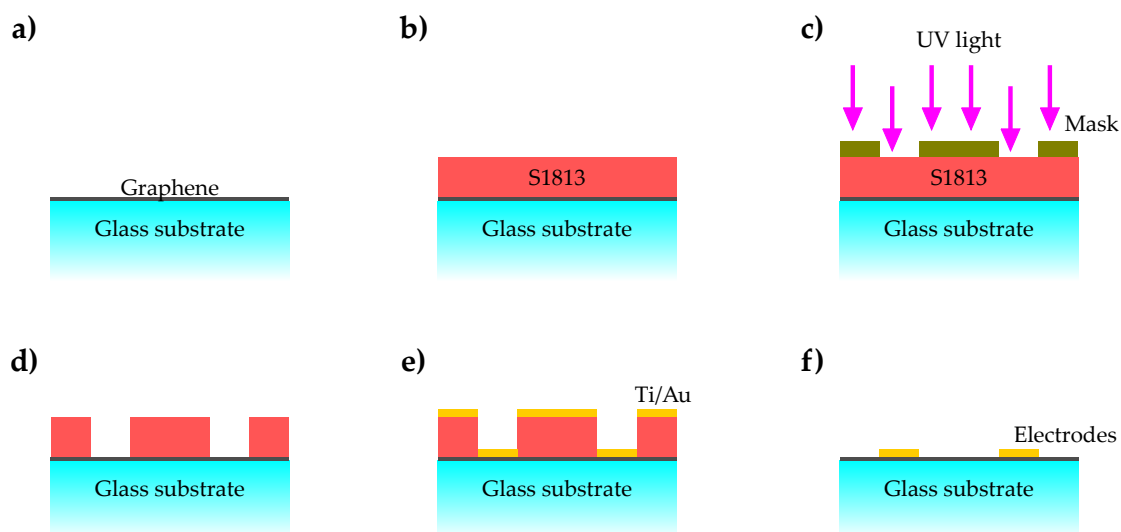 a)
Graphene
Glass substrate
b)
S1813
Glass substrate
c)
UV light
Mask
S1813
Glass substrate
d)
Glass substrate
e)
Ti/Au
Glass substrate
f)
Electrodes
Glass substrate